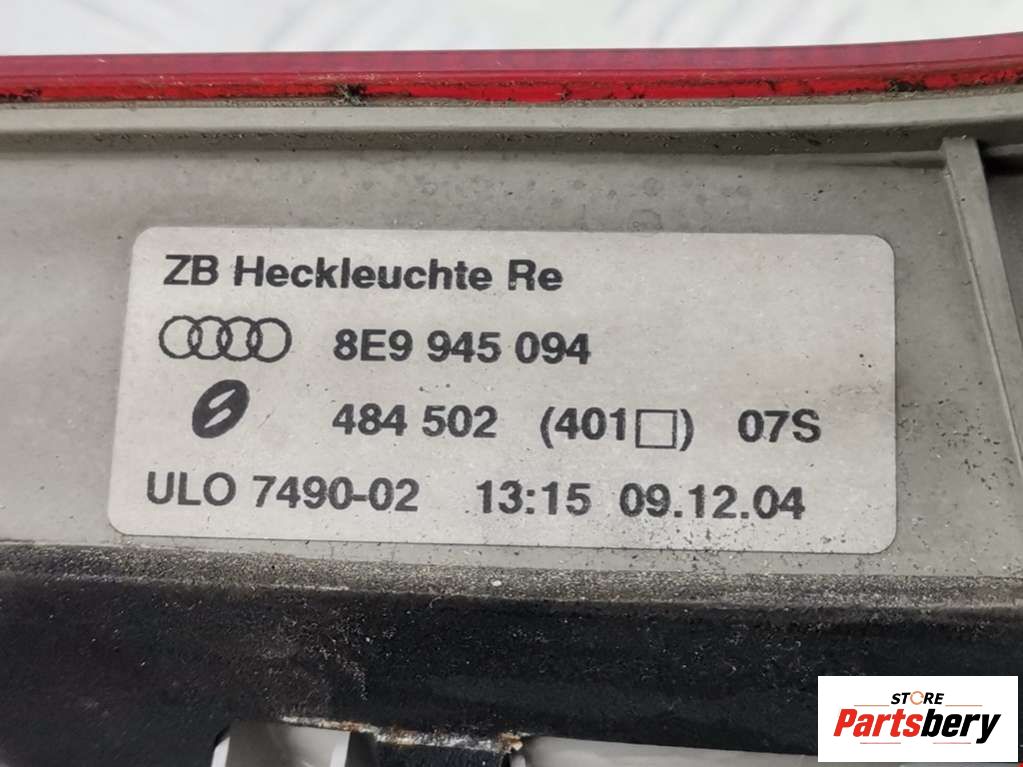 ZB Heckleuchte Re
8E9 945 094
484 502 (401□) 07S
ULO 7490-02 13:15 09.12.04
STORE
Partsbery